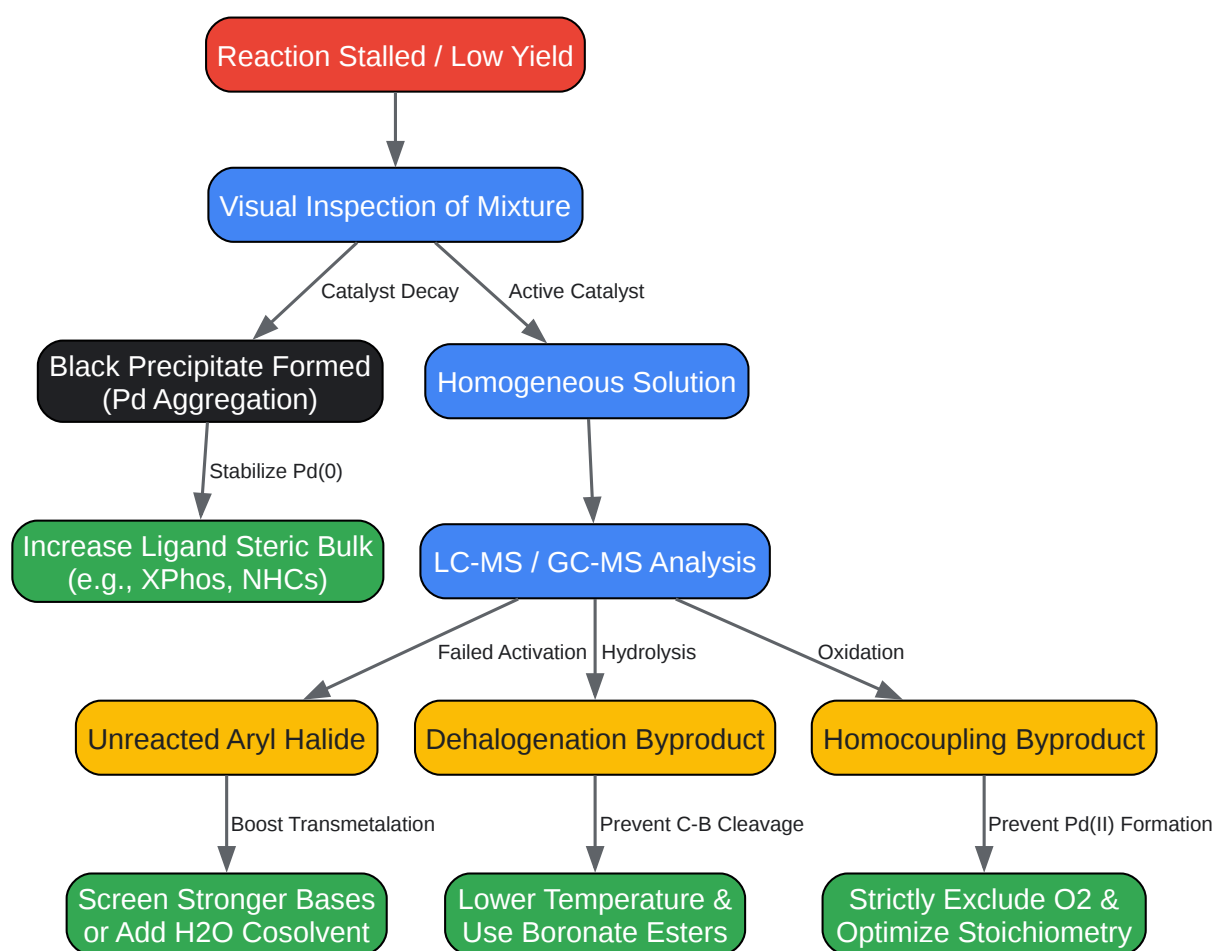 Reaction Stalled / Low Yield
Visual Inspection of Mixture
Catalyst Decay
Active Catalyst
Black Precipitate Formed
(Pd Aggregation)
Homogeneous Solution
Stabilize Pd(0)
Increase Ligand Steric Bulk
(e.g., XPhos, NHCs)
LC-MS / GC-MS Analysis
Failed Activation
Hydrolysis
Oxidation
Unreacted Aryl Halide
Dehalogenation Byproduct
Homocoupling Byproduct
Boost Transmetalation
Prevent C-B Cleavage
Prevent Pd(II) Formation
Screen Stronger Bases
or Add H2O Cosolvent
Lower Temperature &
Use Boronate Esters
Strictly Exclude O2 &
Optimize Stoichiometry